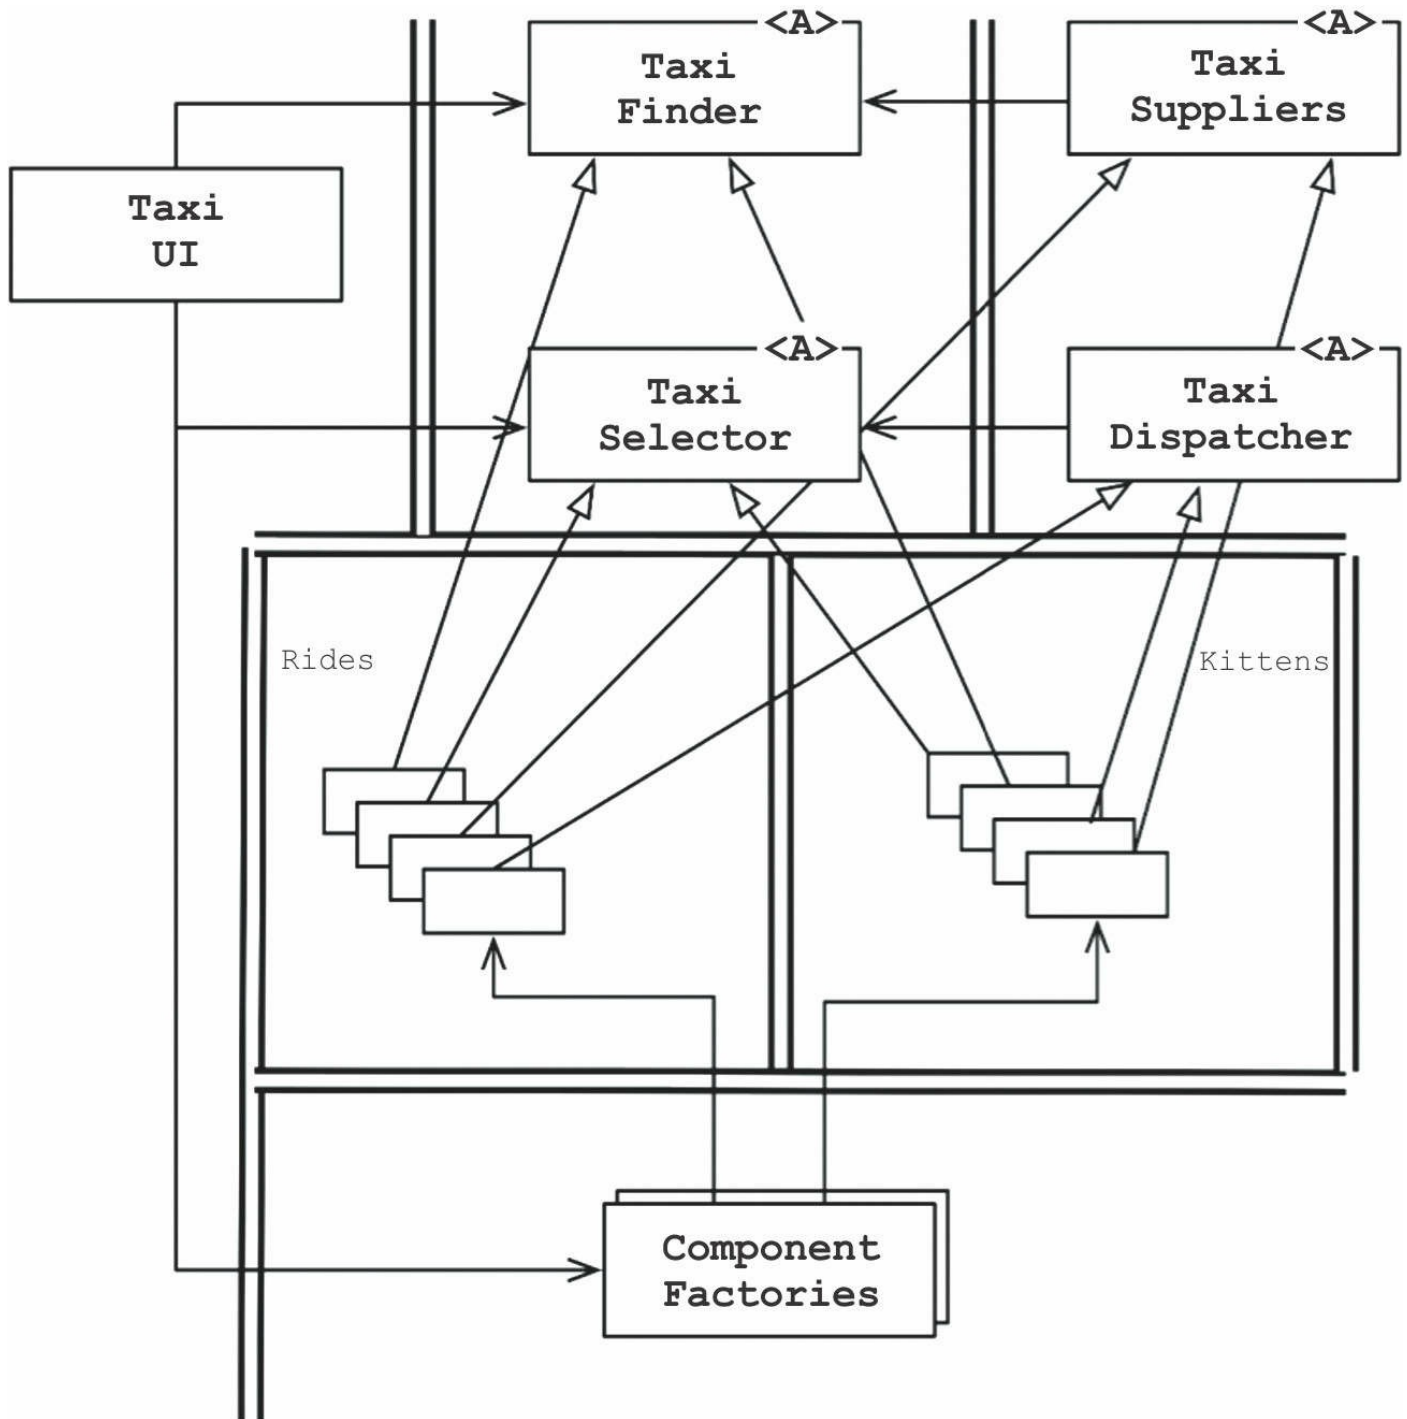 <A>
Taxi
Finder
<A>
Taxi
Suppliers
Taxi
UI
<A>
Taxi
Selector
<A>
Taxi
Dispatcher
Rides
Kittens
Component
Factories